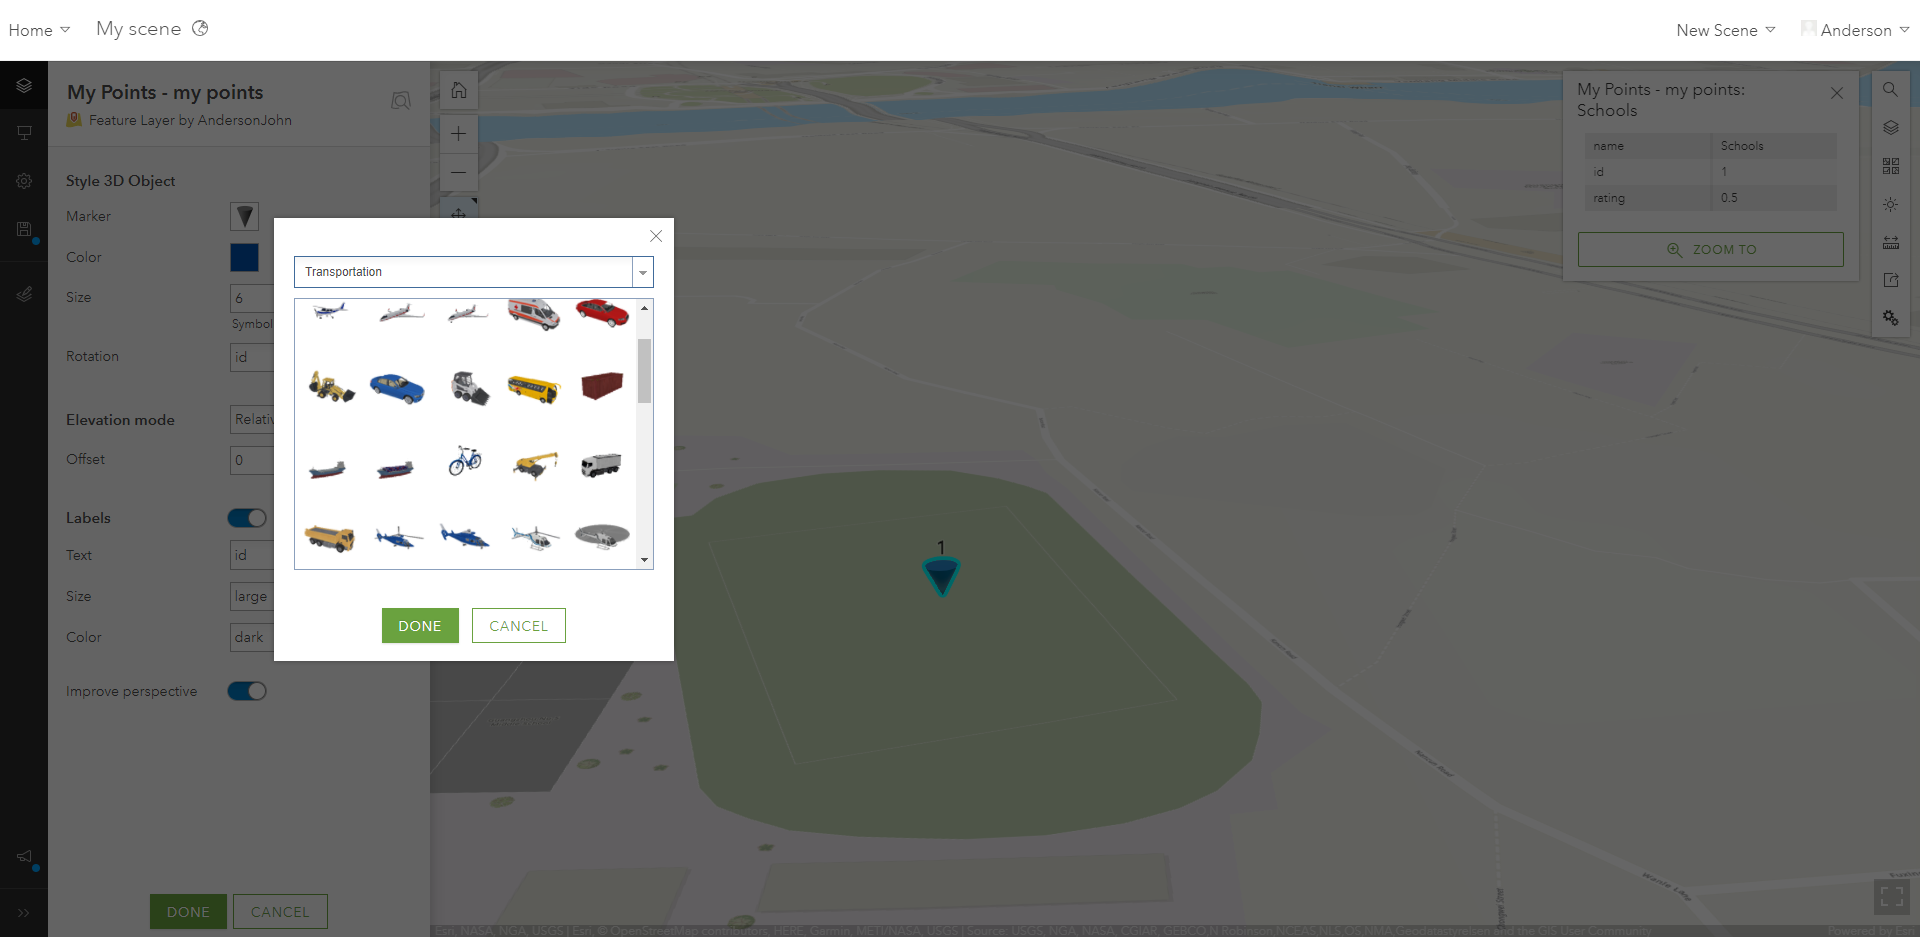 Home
My scene
New Scene
Anderson
My Points - my points
Feature Layer by AndersonJohn
Style 3D Object
Marker
Color
Size
6
Symbol
Rotation
id
Elevation mode
Relativ
Offset
0
Labels
Text
id
Size
large
Color
dark
Improve perspective
DONE
CANCEL
Transportation
DONE
CANCEL
1
My Points - my points:
Schools
name
Schools
id
1
rating
0.5
ZOOM TO
Esri, NASA, NGA, USGS | Esri, © OpenStreetMap contributors, HERE, Garmin, METI/NASA, USGS | Source: USGS, NGA, NASA, CGIAR, GEBCO,N Robinson,NCEAS,NLS,OS,NMA,Geodatastyrelsen and the GIS User Community
Powered by Esri